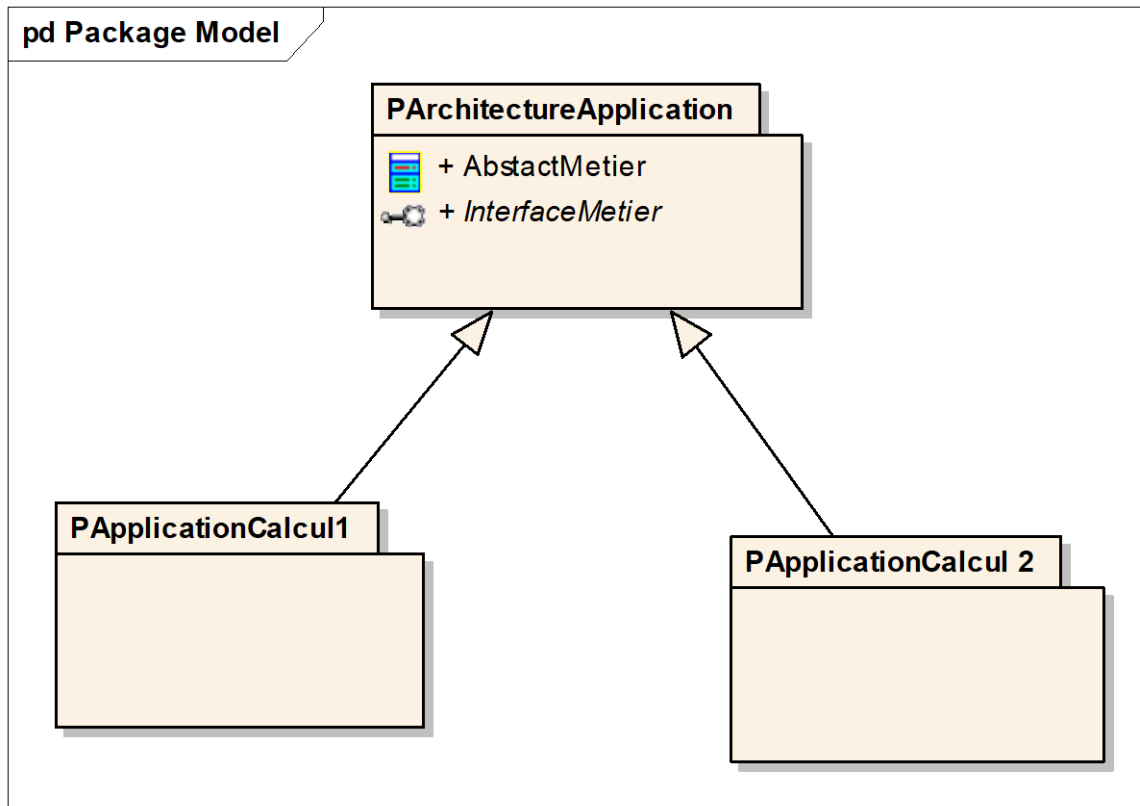 pd Package Model
PArchitectureApplication
+ AbstactMetier
+ InterfaceMetier
PApplicationCalcul1
PApplicationCalcul 2